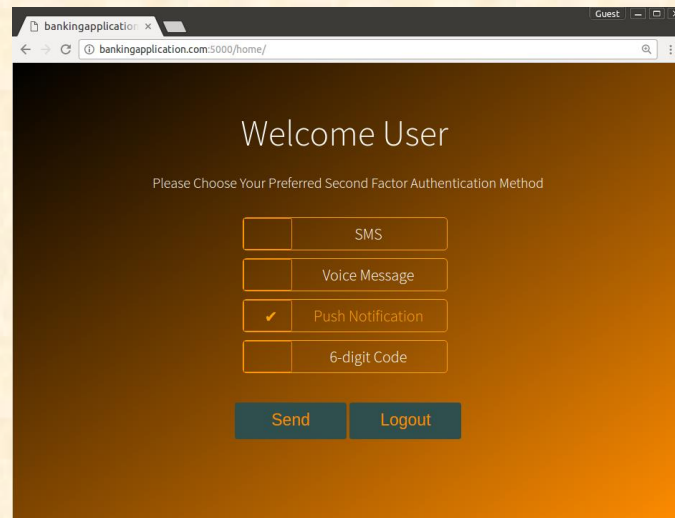 Guest
bankingapplication
bankingapplication.com:5000/home/
Welcome User
Please Choose Your Preferred Second Factor Authentication Method
SMS
Voice Message
✔ Push Notification
6-digit Code
Send Logout